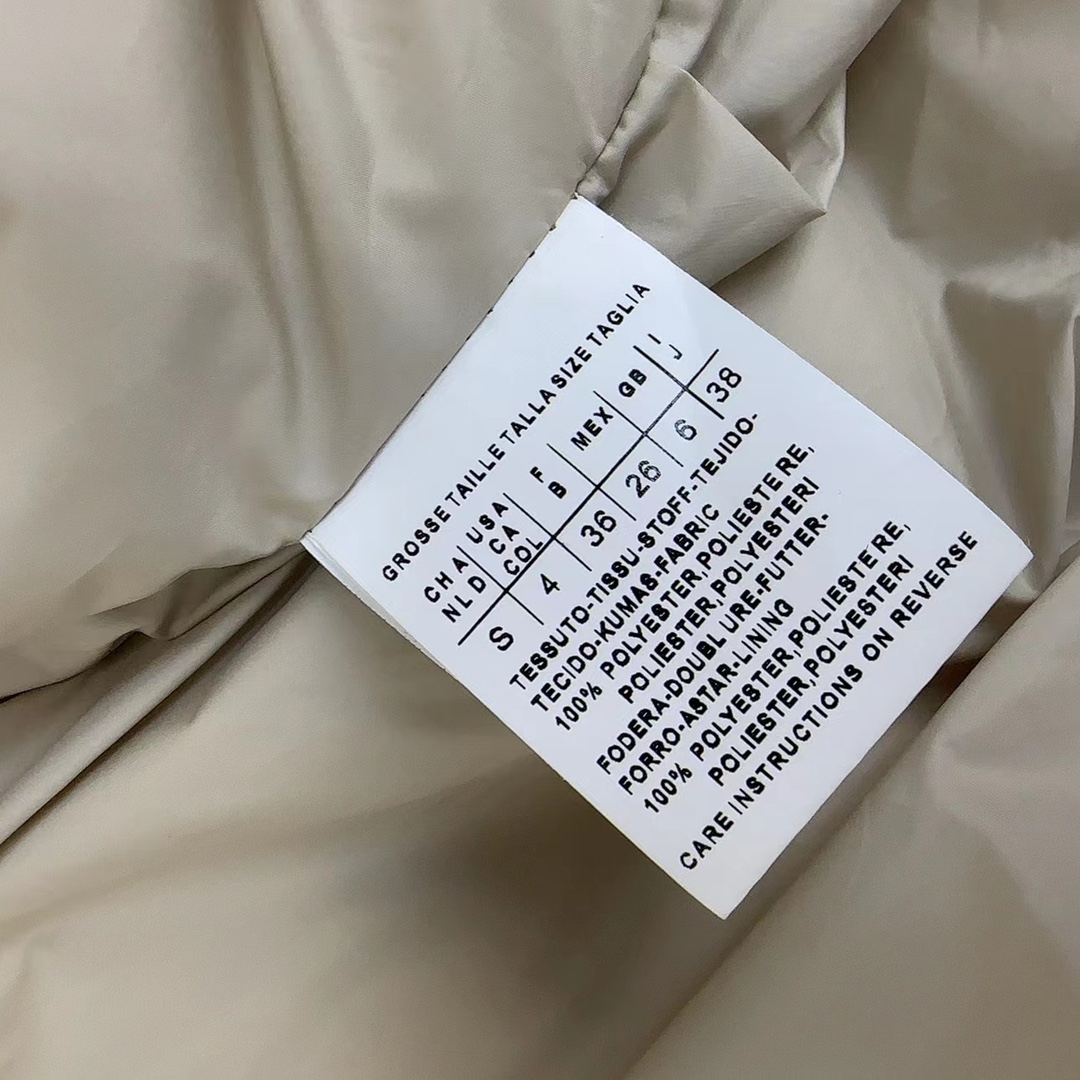 GROSSE TAILLE TALLA SIZE TAGLIA
CH A USA F MEX GB I
NLD CA B J
COL
S 4 36 26 6 38
TESSUTO-TISSU-STOFF-TEJIDO-
TECIDO-KUMAS-FABRIC
100% POLYESTER,POLIESTERE,
POLIESTER,POLYESTERI
FODERA-DOUBLURE-FUTTER-
FORRO-ASTAR-LINING
100% POLYESTER,POLIESTERE,
POLIESTER,POLYESTERI
CARE INSTRUCTIONS ON REVERSE